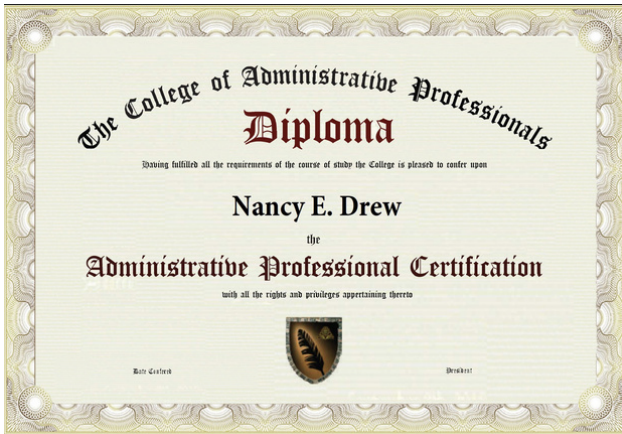 The College of Administrative Professionals
Diploma
Having fulfilled all the requirements of the course of study the College is pleased to confer upon
Nancy E. Drew
the
Administrative Professional Certification
with all the rights and privileges appertaining thereto
Date Confered
President